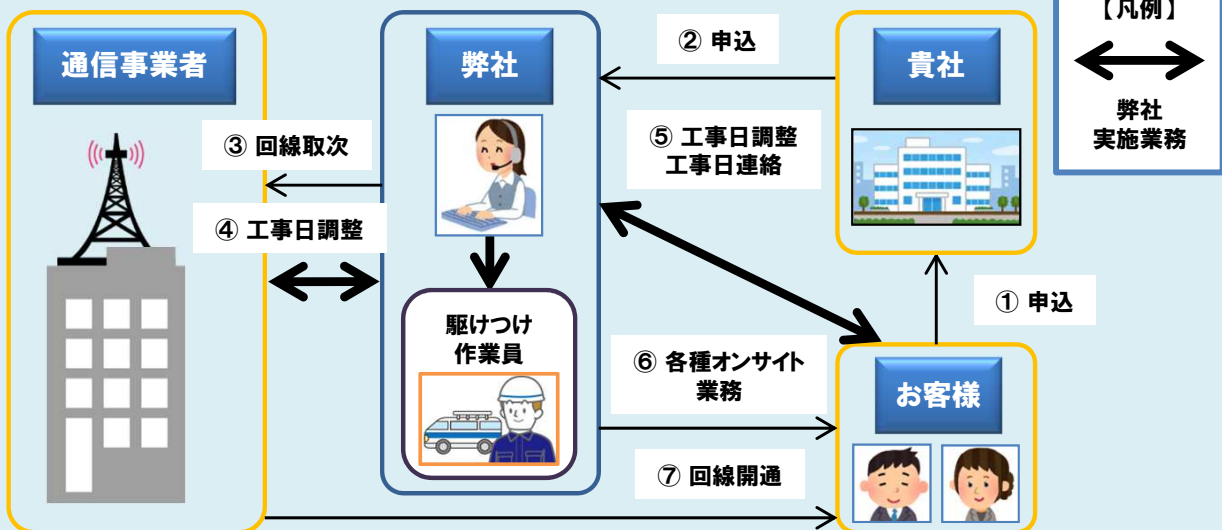 【凡例】
弊社
実施業務
通信事業者
弊社
貴社
② 申込
③ 回線取次
④ 工事日調整
⑤ 工事日調整
工事日連絡
① 申込
駆けつけ
作業員
⑥ 各種オンサイト
業務
お客様
⑦ 回線開通